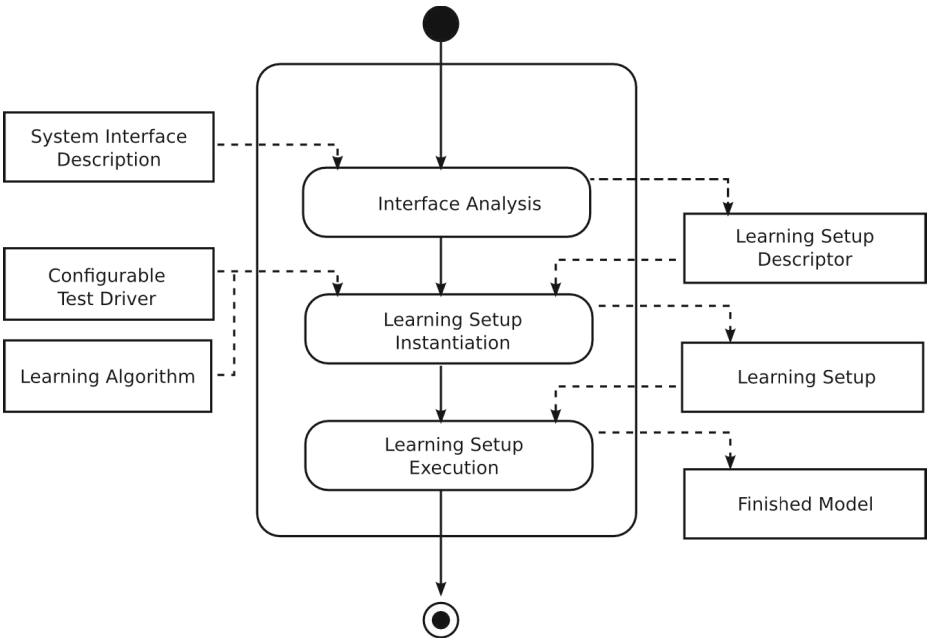 System Interface
Description
Interface Analysis
Learning Setup
Descriptor
Configurable
Test Driver
Learning Setup
Instantiation
Learning Algorithm
Learning Setup
Learning Setup
Execution
Finished Model